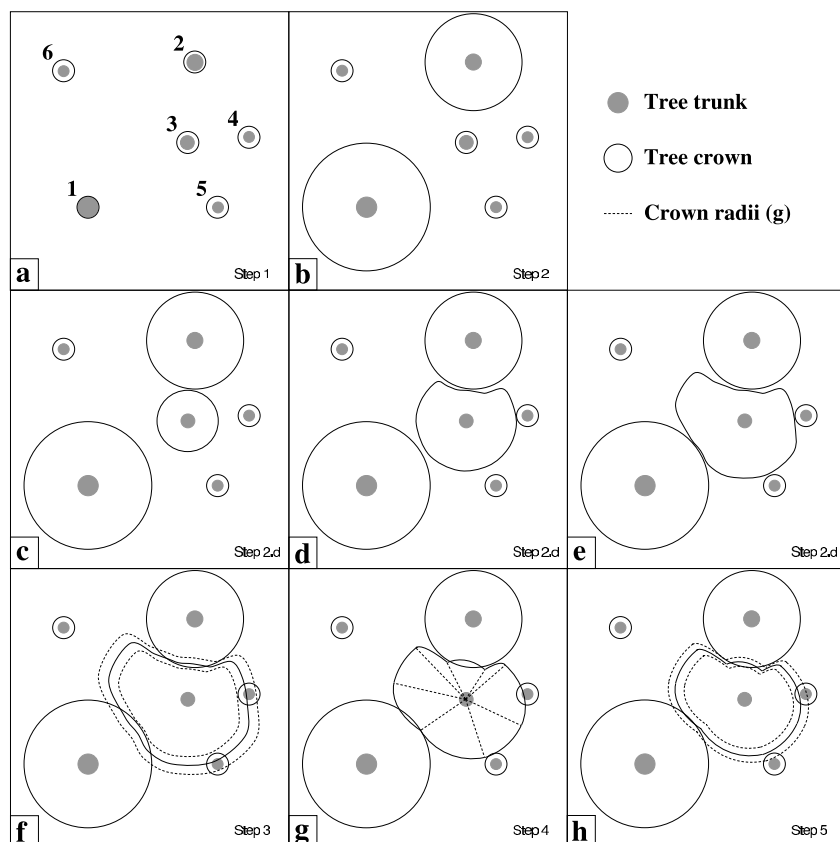 6
2
3
4
1
5
a
Step 1
b
Step 2
Tree trunk
Tree crown
Crown radii (g)
c
Step 2.d
d
Step 2.d
e
Step 2.d
f
Step 3
g
Step 4
h
Step 5